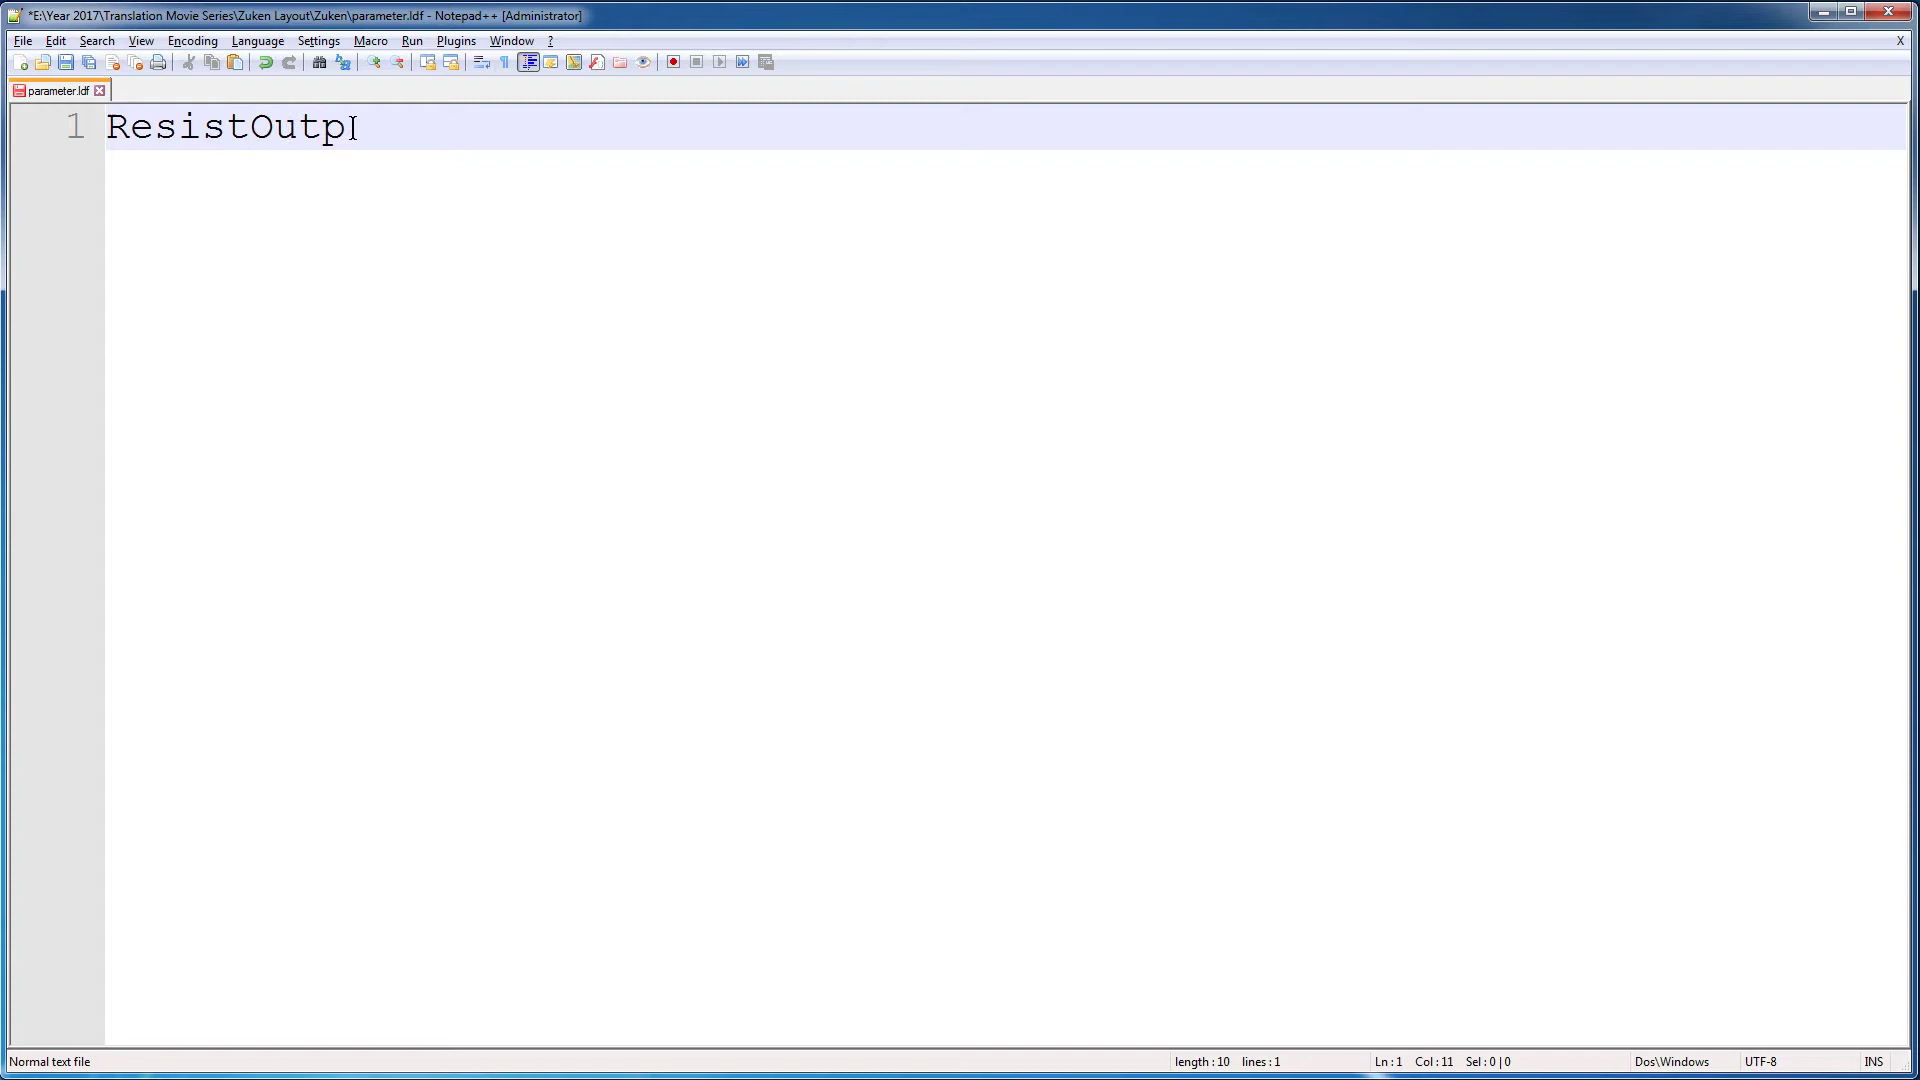 *E:\Year 2017\Translation Movie Series\Zuken Layout\Zuken\parameter.ldf - Notepad++ [Administrator]
File Edit Search View Encoding Language Settings Macro Run Plugins Window ? X
parameter.ldf
1 ResistOutp
Normal text file length : 10 lines : 1 Ln : 1 Col : 11 Sel : 0 | 0 Dos\Windows UTF-8 INS